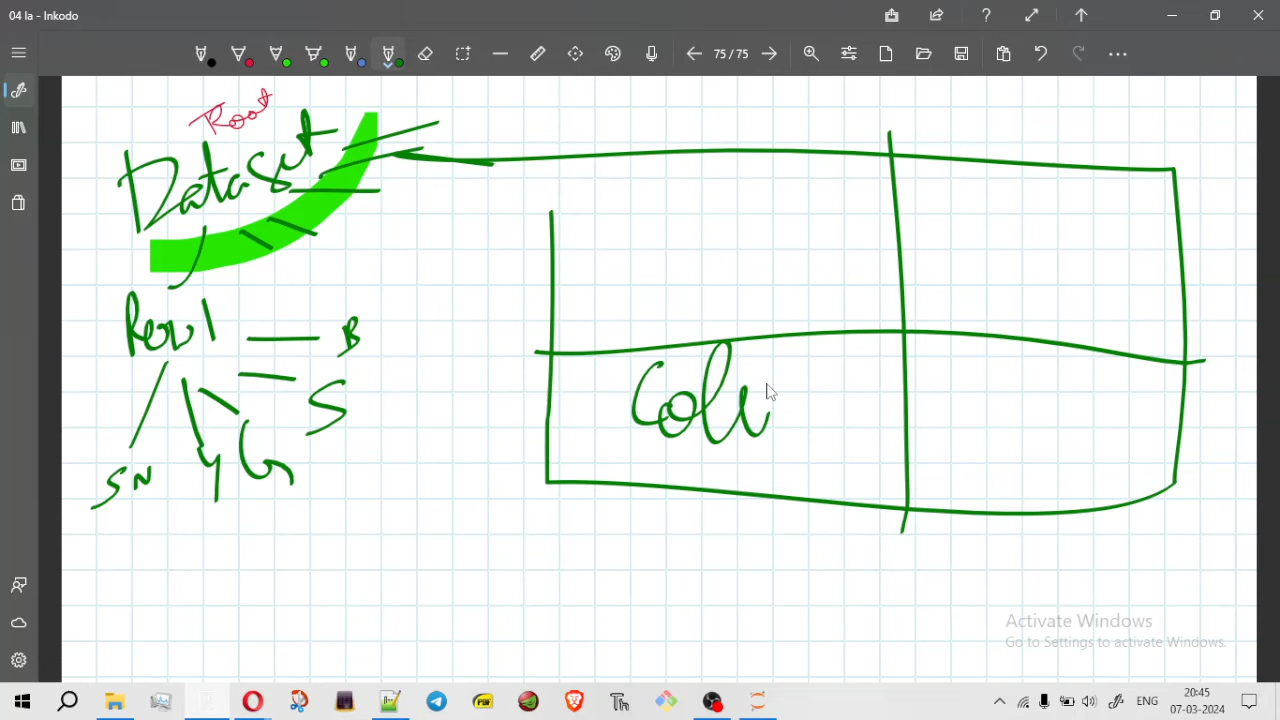 04 la - Inkodo
75 / 75
Root
DataSet
Row1
B
S
SN
Y
G
Colu
Activate Windows
Go to Settings to activate Windows.
ENG
20:45
07-03-2024